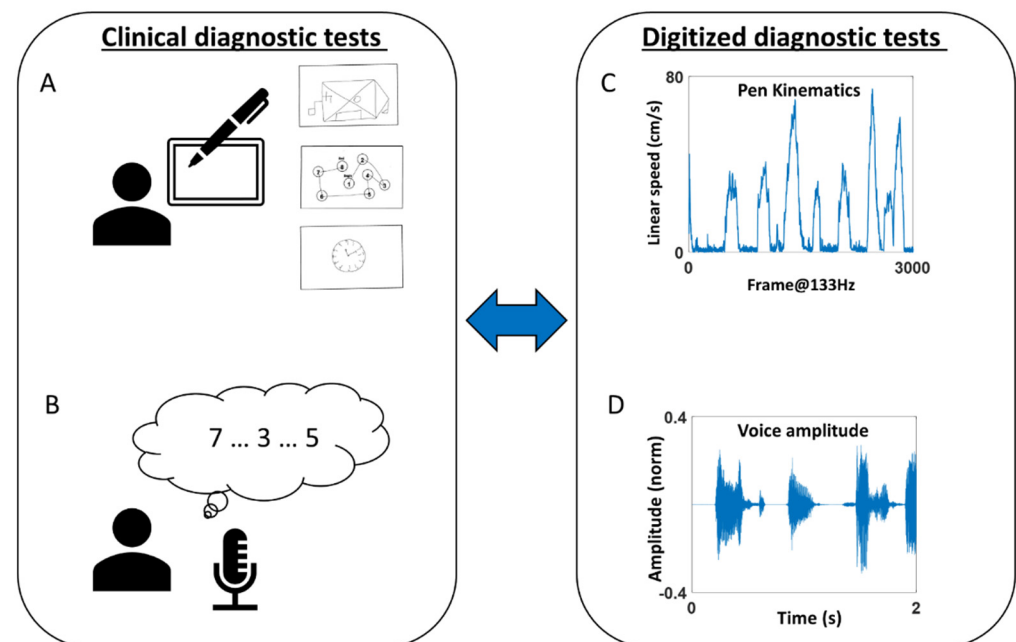 Clinical diagnostic tests
A
B
7 ... 3 ... 5
Digitized diagnostic tests
C
80
Pen Kinematics
Linear speed (cm/s)
0
0
3000
Frame@133Hz
D
0.4
Voice amplitude
Amplitude (norm)
-0.4
0
2
Time (s)